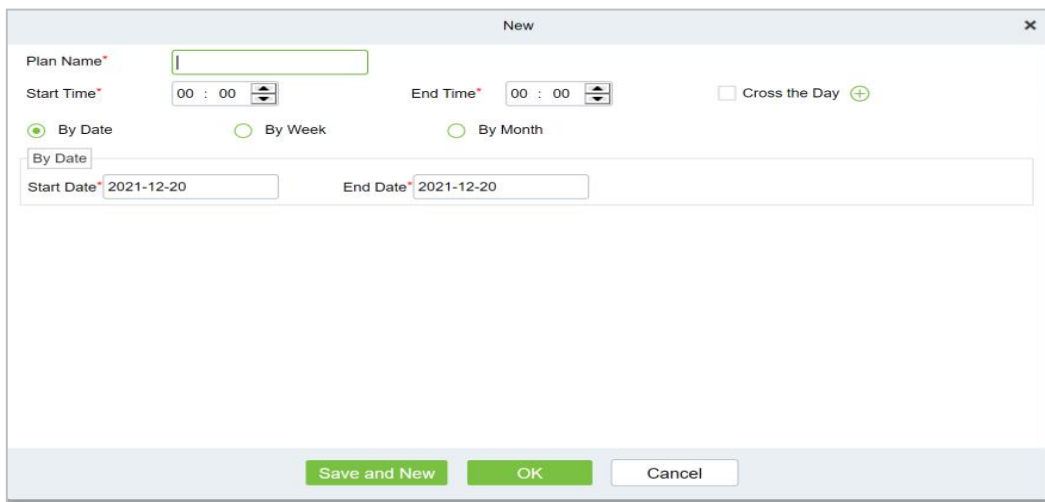 New
Plan Name*
Start Time* 00 : 00 End Time* 00 : 00 Cross the Day
By Date By Week By Month
By Date
Start Date* 2021-12-20 End Date* 2021-12-20
Save and New OK Cancel